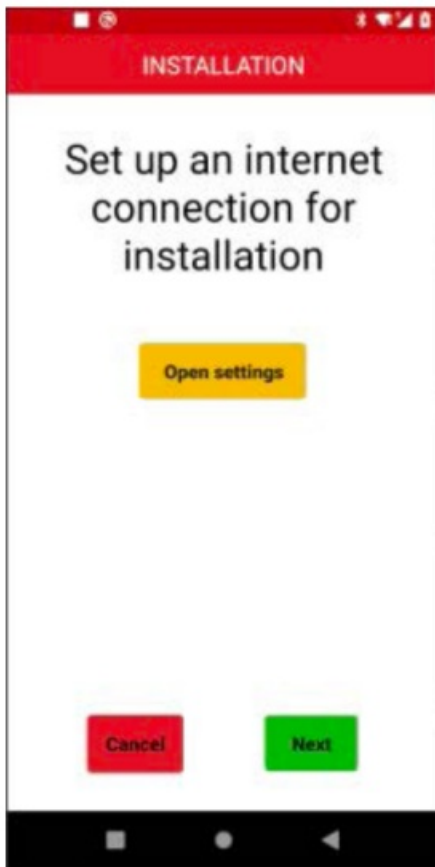 INSTALLATION
Set up an internet
connection for
installation
Open settings
Cancel
Next